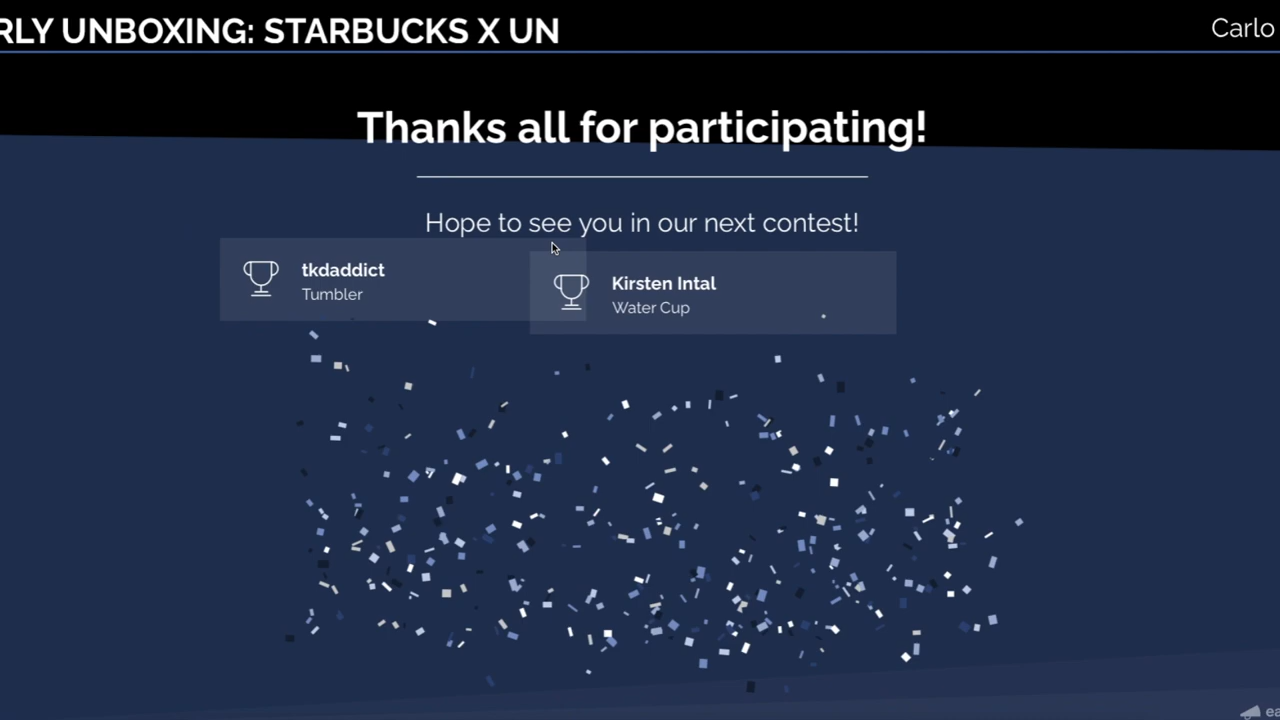 RLY UNBOXING: STARBUCKS X UN
Carlo
Thanks all for participating!
Hope to see you in our next contest!
tkdaddict
Tumbler
Kirsten Intal
Water Cup
ea